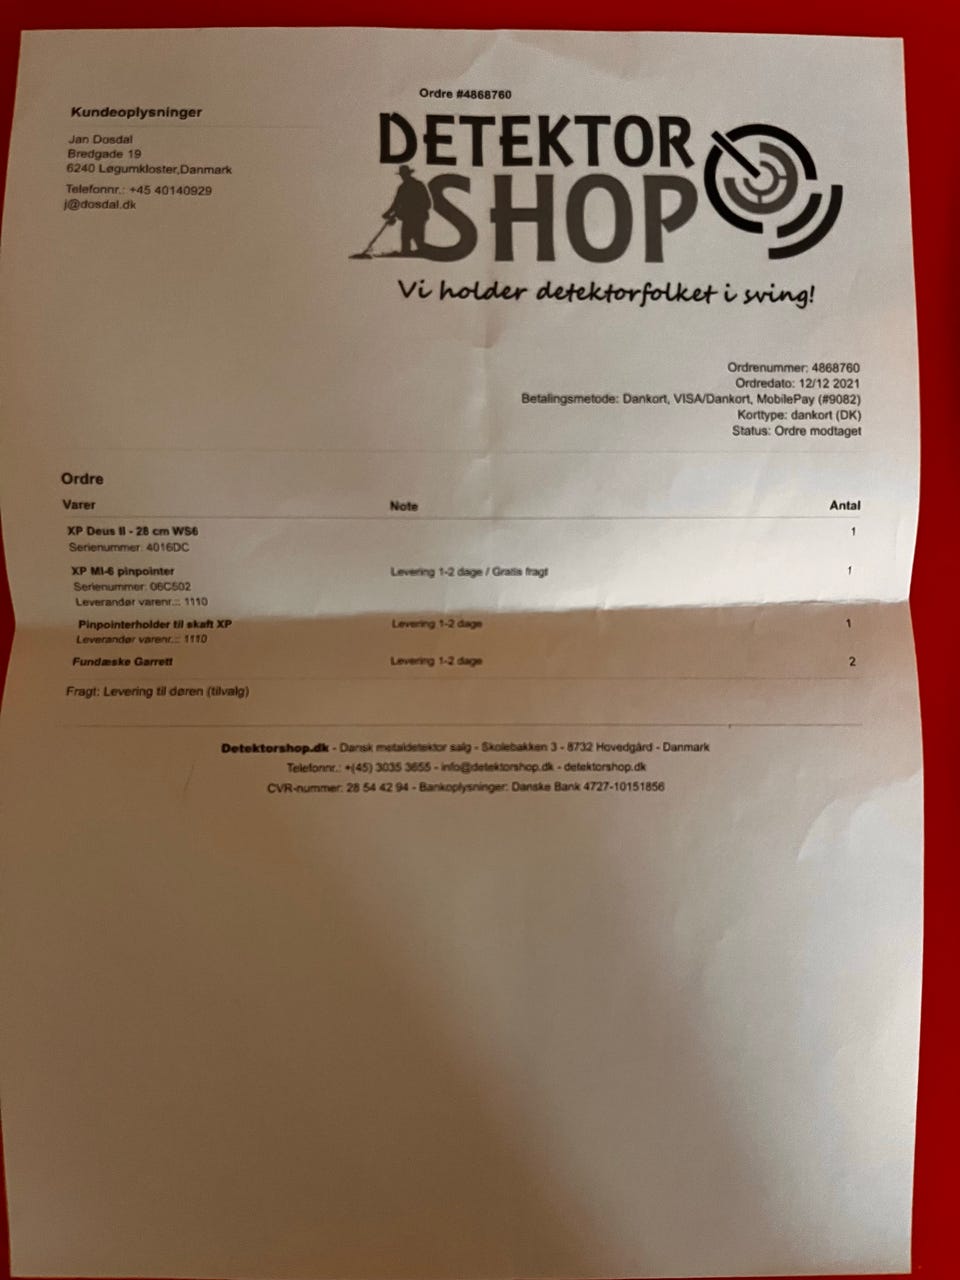 Ordre #4868760
Kundeoplysninger
Jan Dosdal
Bredgade 19
6240 Løgumkloster,Danmark
Telefonnr.: +45 40140929
j@dosdal.dk
DETEKTOR
SHOP
Vi holder detektorfolket i sving!
Ordrenummer: 4868760
Ordredato: 12/12 2021
Betalingsmetode: Dankort, VISA/Dankort, MobilePay (#9082)
Korttype: dankort (DK)
Status: Ordre modtaget
Ordre
Varer Note Antal
XP Deus II - 28 cm WS6 1
Serienummer: 4016DC
XP MI-6 pinpointer Levering 1-2 dage / Gratis fragt 1
Serienummer: 06C502
Leverandør varenr.:: 1110
Pinpointerholder til skaft XP Levering 1-2 dage 1
Leverandør varenr.:: 1110
Fundæske Garrett Levering 1-2 dage 2
Fragt: Levering til døren (tilvalg)
Detektorshop.dk - Dansk metaldetektor salg - Skolebakken 3 - 8732 Hovedgård - Danmark
Telefonnr.: +(45) 3035 3655 - info@detektorshop.dk - detektorshop.dk
CVR-nummer: 28 54 42 94 - Bankoplysninger: Danske Bank 4727-10151856